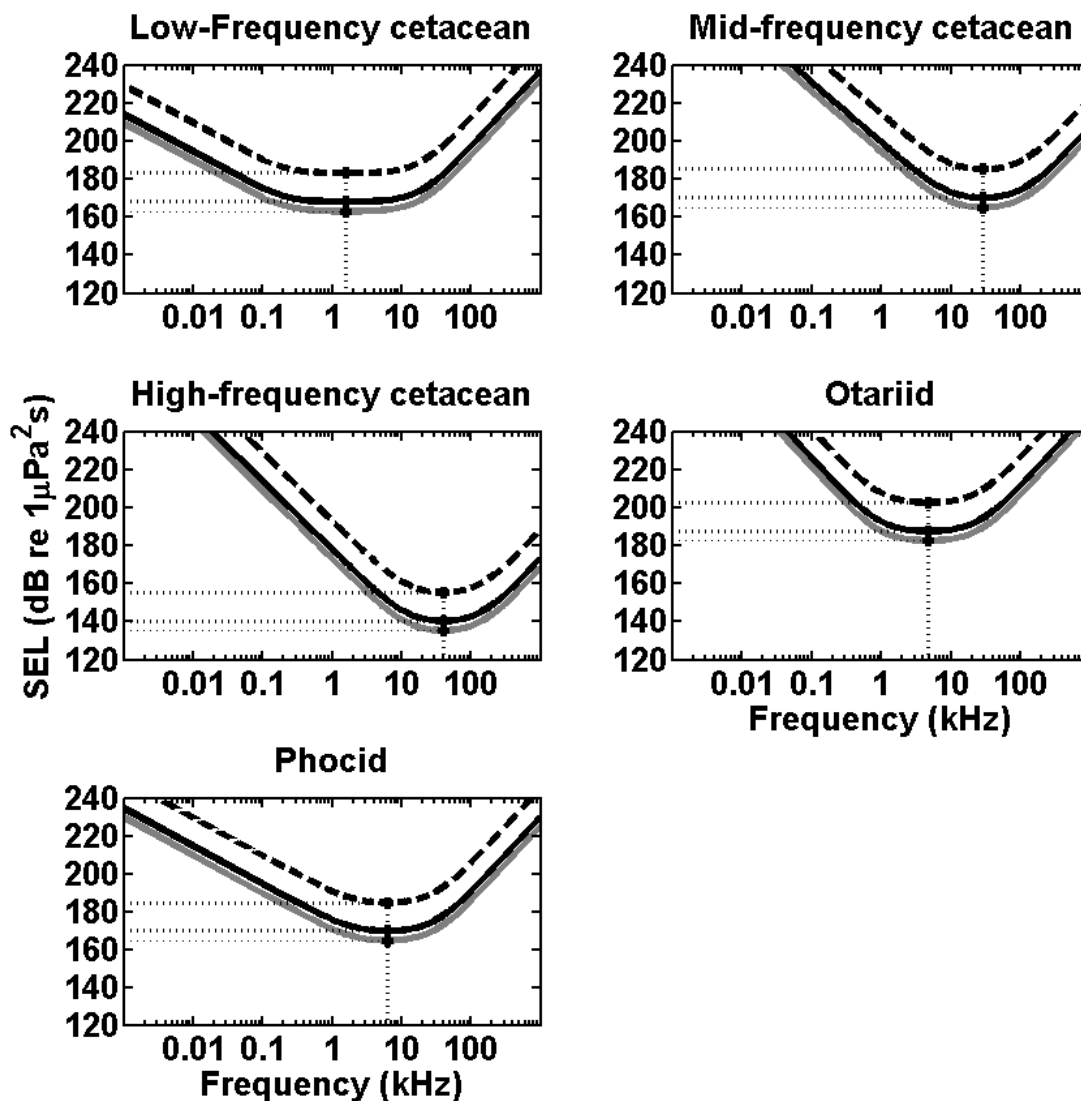 Low-Frequency cetacean
240
220
200
180
160
140
120
0.01 0.1 1 10 100
Mid-frequency cetacean
240
220
200
180
160
140
120
0.01 0.1 1 10 100
SEL (dB re 1μPa²s)
High-frequency cetacean
240
220
200
180
160
140
120
0.01 0.1 1 10 100
Otariid
240
220
200
180
160
140
120
0.01 0.1 1 10 100
Frequency (kHz)
Phocid
240
220
200
180
160
140
120
0.01 0.1 1 10 100
Frequency (kHz)